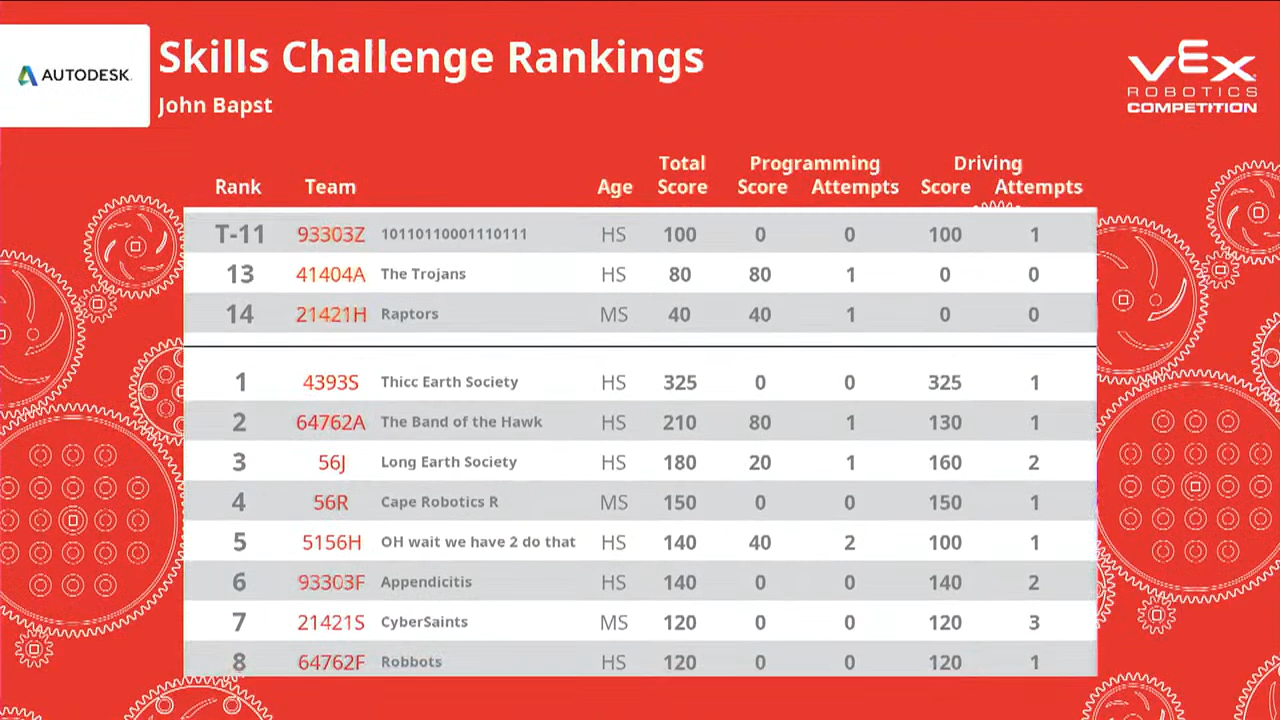 AUTODESK
Skills Challenge Rankings
John Bapst
VEX ROBOTICS COMPETITION
Total Programming Driving
Rank Team Age Score Score Attempts Score Attempts
T-11 93303Z 10110110001110111 HS 100 0 0 100 1
13 41404A The Trojans HS 80 80 1 0 0
14 21421H Raptors MS 40 40 1 0 0
1 4393S Thicc Earth Society HS 325 0 0 325 1
2 64762A The Band of the Hawk HS 210 80 1 130 1
3 56J Long Earth Society HS 180 20 1 160 2
4 56R Cape Robotics R MS 150 0 0 150 1
5 5156H OH wait we have 2 do that HS 140 40 2 100 1
6 93303F Appendicitis HS 140 0 0 140 2
7 21421S CyberSaints MS 120 0 0 120 3
8 64762F Robbots HS 120 0 0 120 1